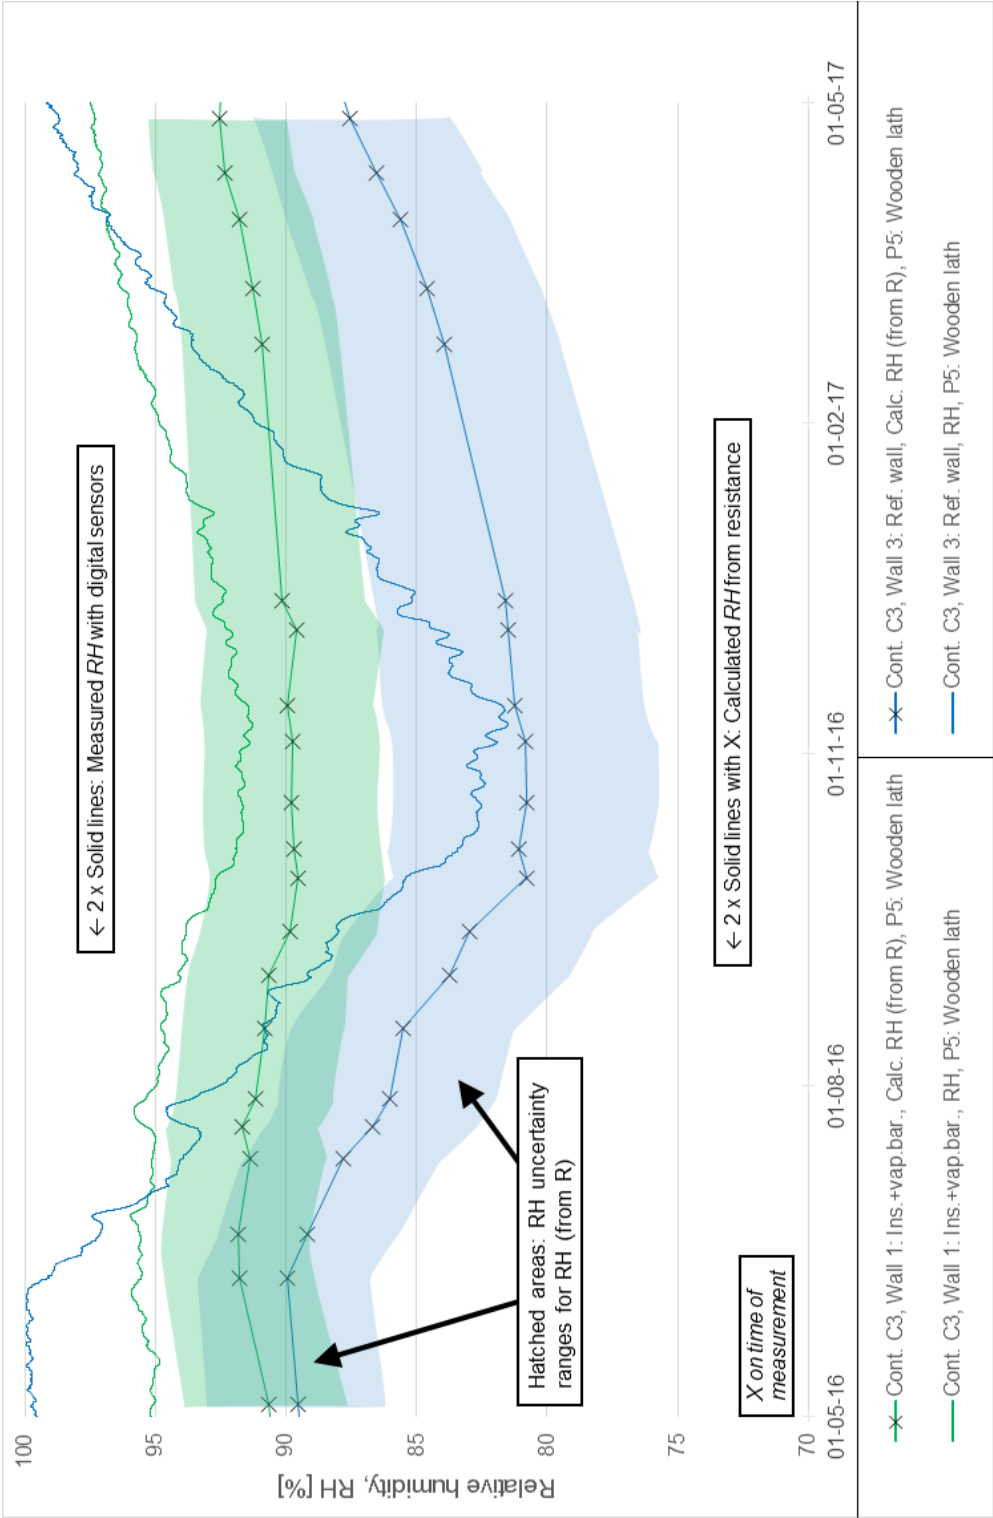 100
95
90
85
80
75
70
Relative humidity, RH [%]
01-05-16
01-08-16
01-11-16
01-02-17
01-05-17
← 2 x Solid lines: Measured RH with digital sensors
Hatched areas: RH uncertainty
ranges for RH (from R)
← 2 x Solid lines with X: Calculated RH from resistance
X on time of
measurement
Cont. C3, Wall 1: Ins.+vap.bar., Calc. RH (from R), P5: Wooden lath
Cont. C3, Wall 1: Ins.+vap.bar., RH, P5: Wooden lath
Cont. C3, Wall 3: Ref. wall, Calc. RH (from R), P5: Wooden lath
Cont. C3, Wall 3: Ref. wall, RH, P5: Wooden lath